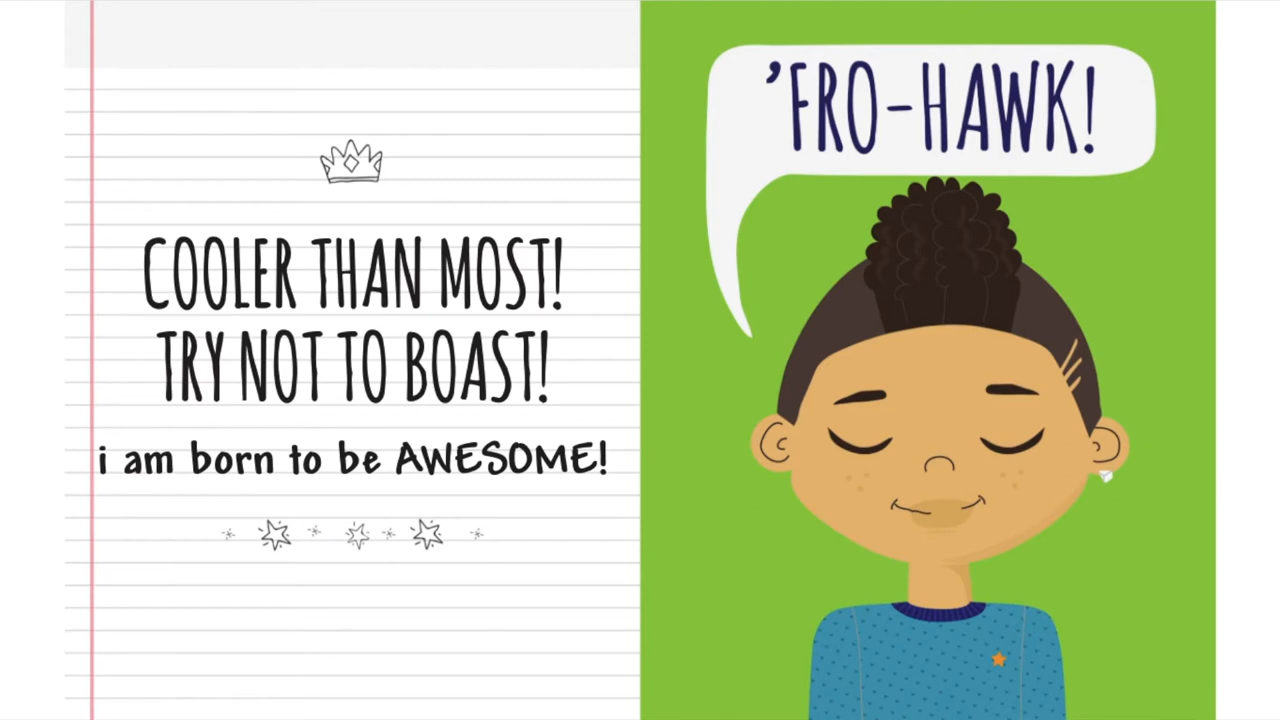 COOLER THAN MOST!
TRY NOT TO BOAST!
i am born to be AWESOME!
’FRO-HAWK!